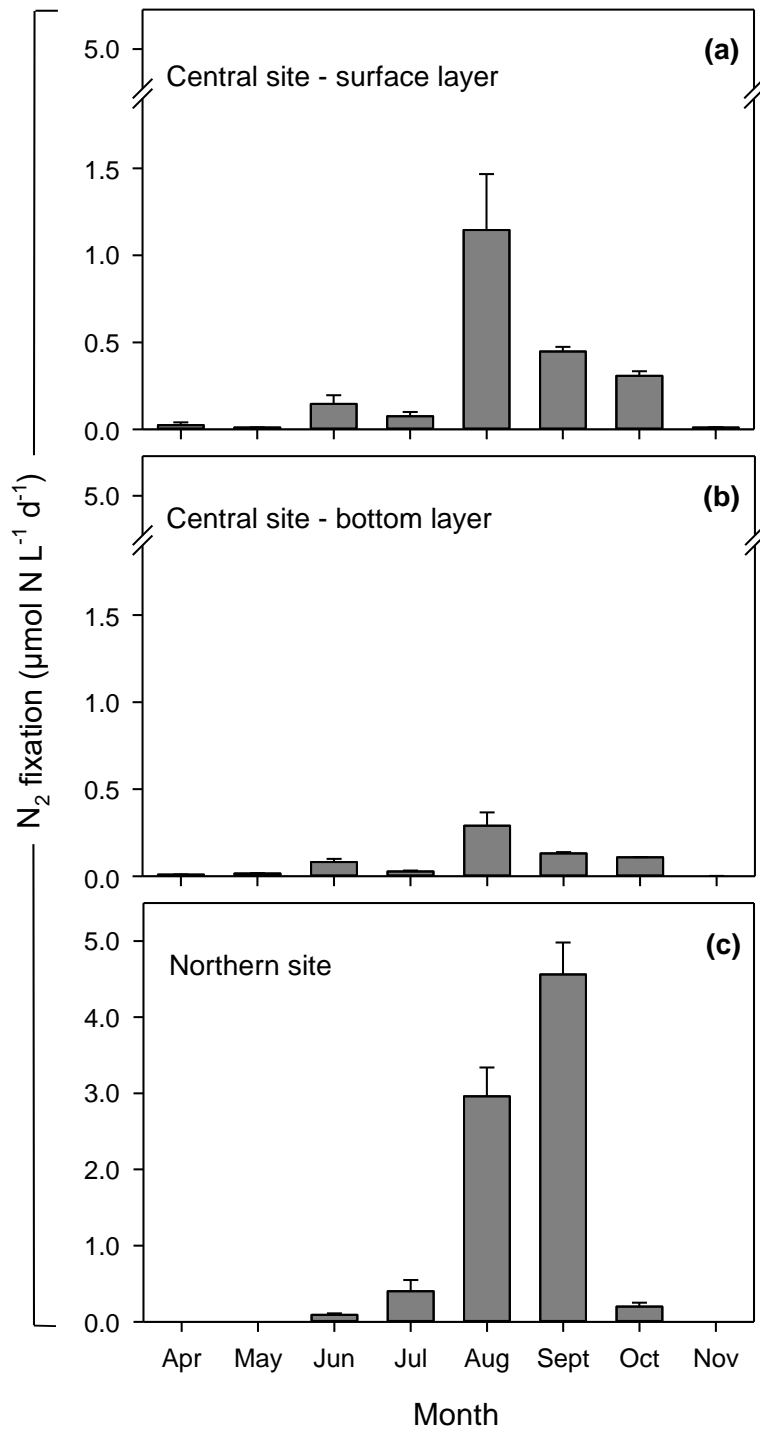 N₂ fixation (µmol N L⁻¹ d⁻¹)
(a)
Central site - surface layer
5.0
1.5
1.0
0.5
0.0
(b)
Central site - bottom layer
5.0
1.5
1.0
0.5
0.0
(c)
Northern site
5.0
4.0
3.0
2.0
1.0
0.0
Apr May Jun Jul Aug Sept Oct Nov
Month